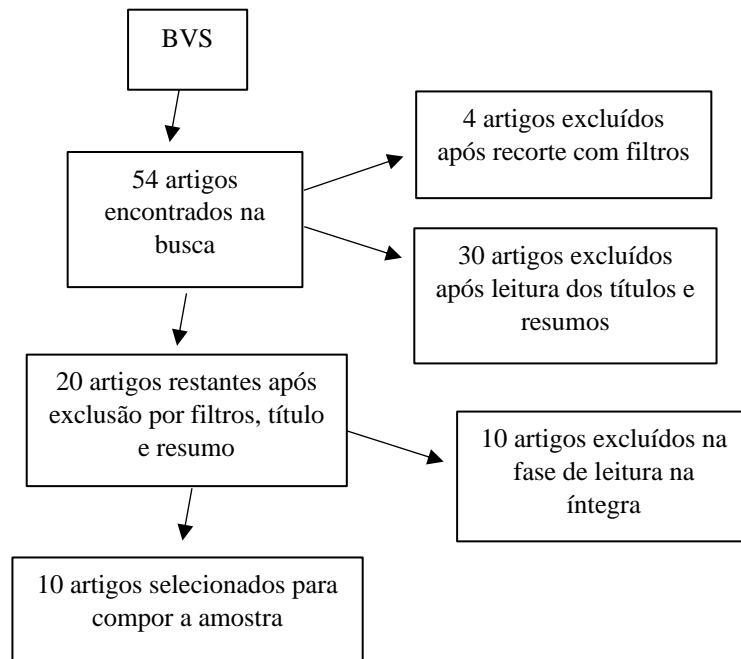 BVS
54 artigos
encontrados na
busca
4 artigos excluídos
após recorte com filtros
30 artigos excluídos
após leitura dos títulos e
resumos
20 artigos restantes após
exclusão por filtros, título
e resumo
10 artigos excluídos na
fase de leitura na
íntegra
10 artigos selecionados para
compor a amostra